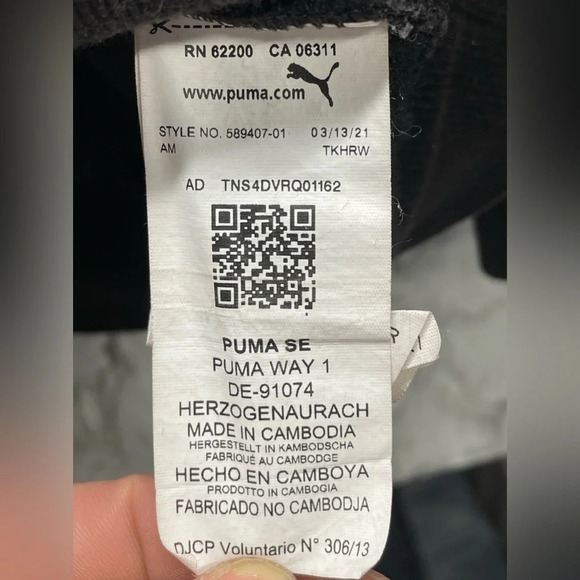 RN 62200 CA 06311
www.puma.com
STYLE NO. 589407-01 03/13/21
AM TKHRW
AD TNS4DVRQ01162
PUMA SE
PUMA WAY 1
DE-91074
HERZOGENAURACH
MADE IN CAMBODIA
HERGESTELLT IN KAMBODSCHA
FABRIQUÉ AU CAMBODGE
HECHO EN CAMBOYA
PRODOTTO IN CAMBOGIA
FABRICADO NO CAMBODJA
DJCP Voluntario N° 306/13